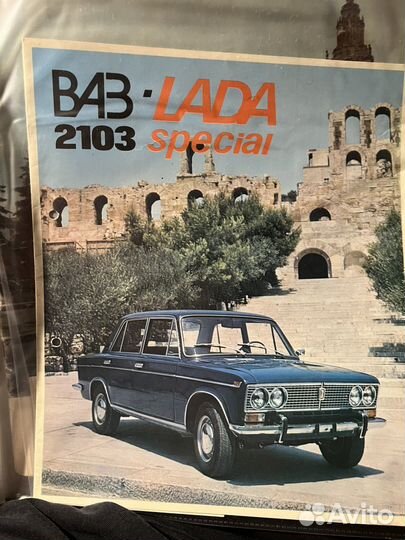 ВАЗ · LADA
2103 special
Avito